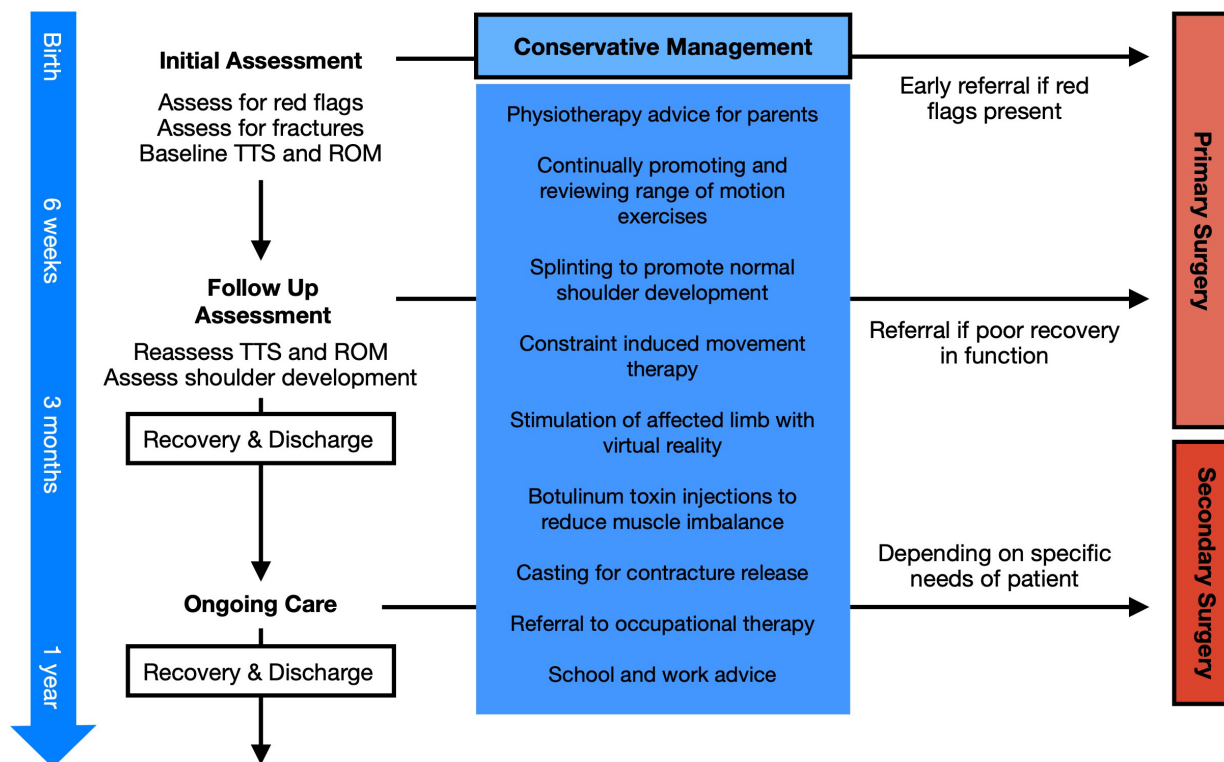 Birth
6 weeks
3 months
1 year
Initial Assessment
Assess for red flags
Assess for fractures
Baseline TTS and ROM
Follow Up
Assessment
Reassess TTS and ROM
Assess shoulder development
Recovery & Discharge
Ongoing Care
Recovery & Discharge
Conservative Management
Physiotherapy advice for parents
Continually promoting and
reviewing range of motion
exercises
Splinting to promote normal
shoulder development
Constraint induced movement
therapy
Stimulation of affected limb with
virtual reality
Botulinum toxin injections to
reduce muscle imbalance
Casting for contracture release
Referral to occupational therapy
School and work advice
Early referral if red
flags present
Referral if poor recovery
in function
Depending on specific
needs of patient
Primary Surgery
Secondary Surgery